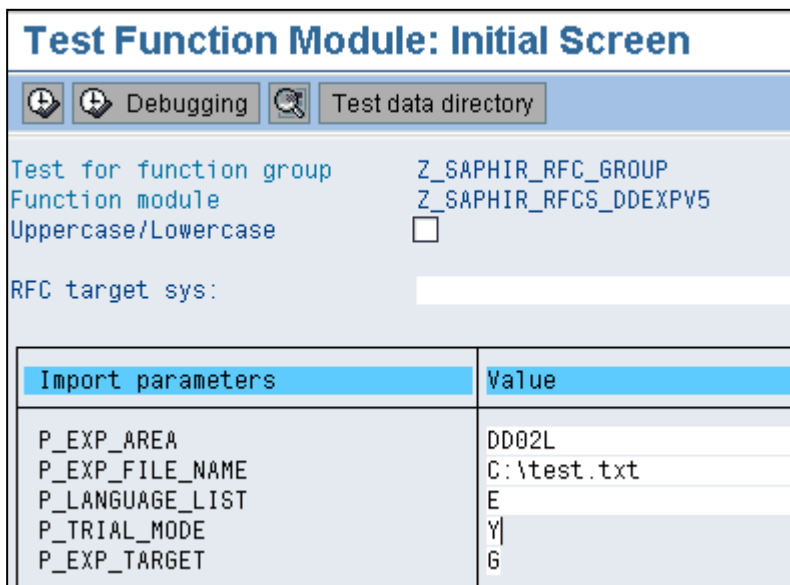 Test Function Module: Initial Screen
Debugging Test data directory
Test for function group Z_SAPHIR_RFC_GROUP
Function module Z_SAPHIR_RFCS_DDEXPV5
Uppercase/Lowercase
RFC target sys:
Import parameters Value
P_EXP_AREA DD02L
P_EXP_FILE_NAME C:\test.txt
P_LANGUAGE_LIST E
P_TRIAL_MODE Y
P_EXP_TARGET G